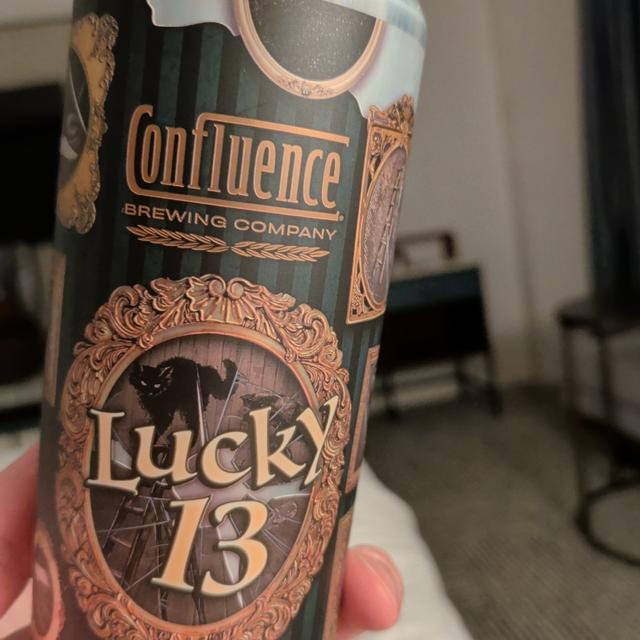 Confluence
BREWING COMPANY
Lucky
13